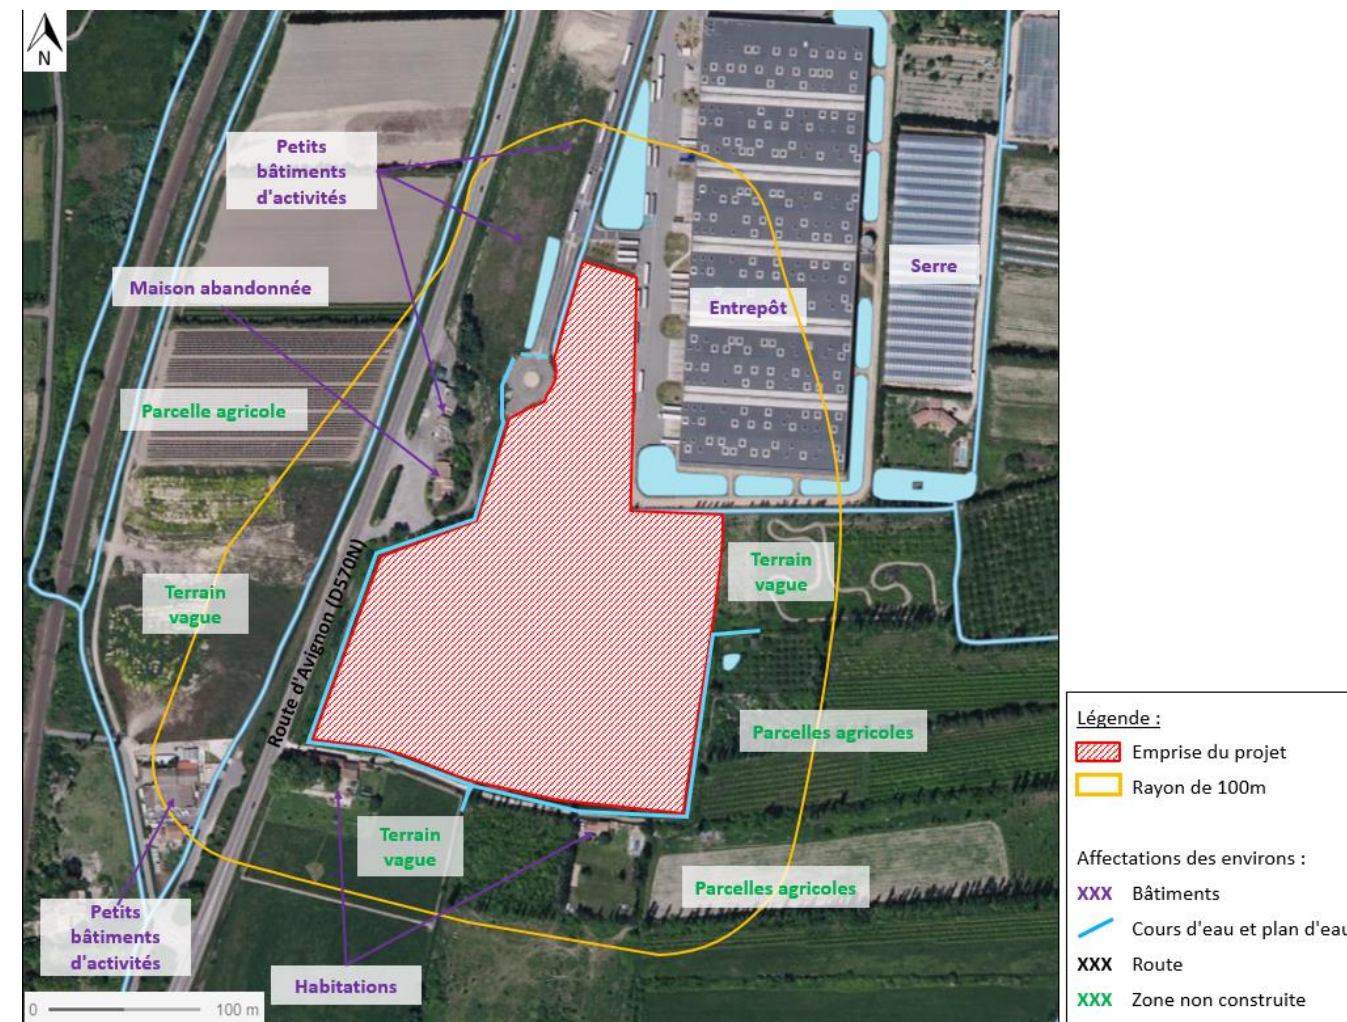 N
Petits
bâtiments
d'activités
Maison abandonnée
Serre
Entrepôt
Parcelle agricole
Terrain
vague
Terrain
vague
Route d'Avignon (D570N)
Parcelles agricoles
Terrain
vague
Parcelles agricoles
Petits
bâtiments
d'activités
Habitations
0 100 m
Légende :
Emprise du projet
Rayon de 100m
Affectations des environs :
XXX Bâtiments
Cours d'eau et plan d'eau
XXX Route
XXX Zone non construite